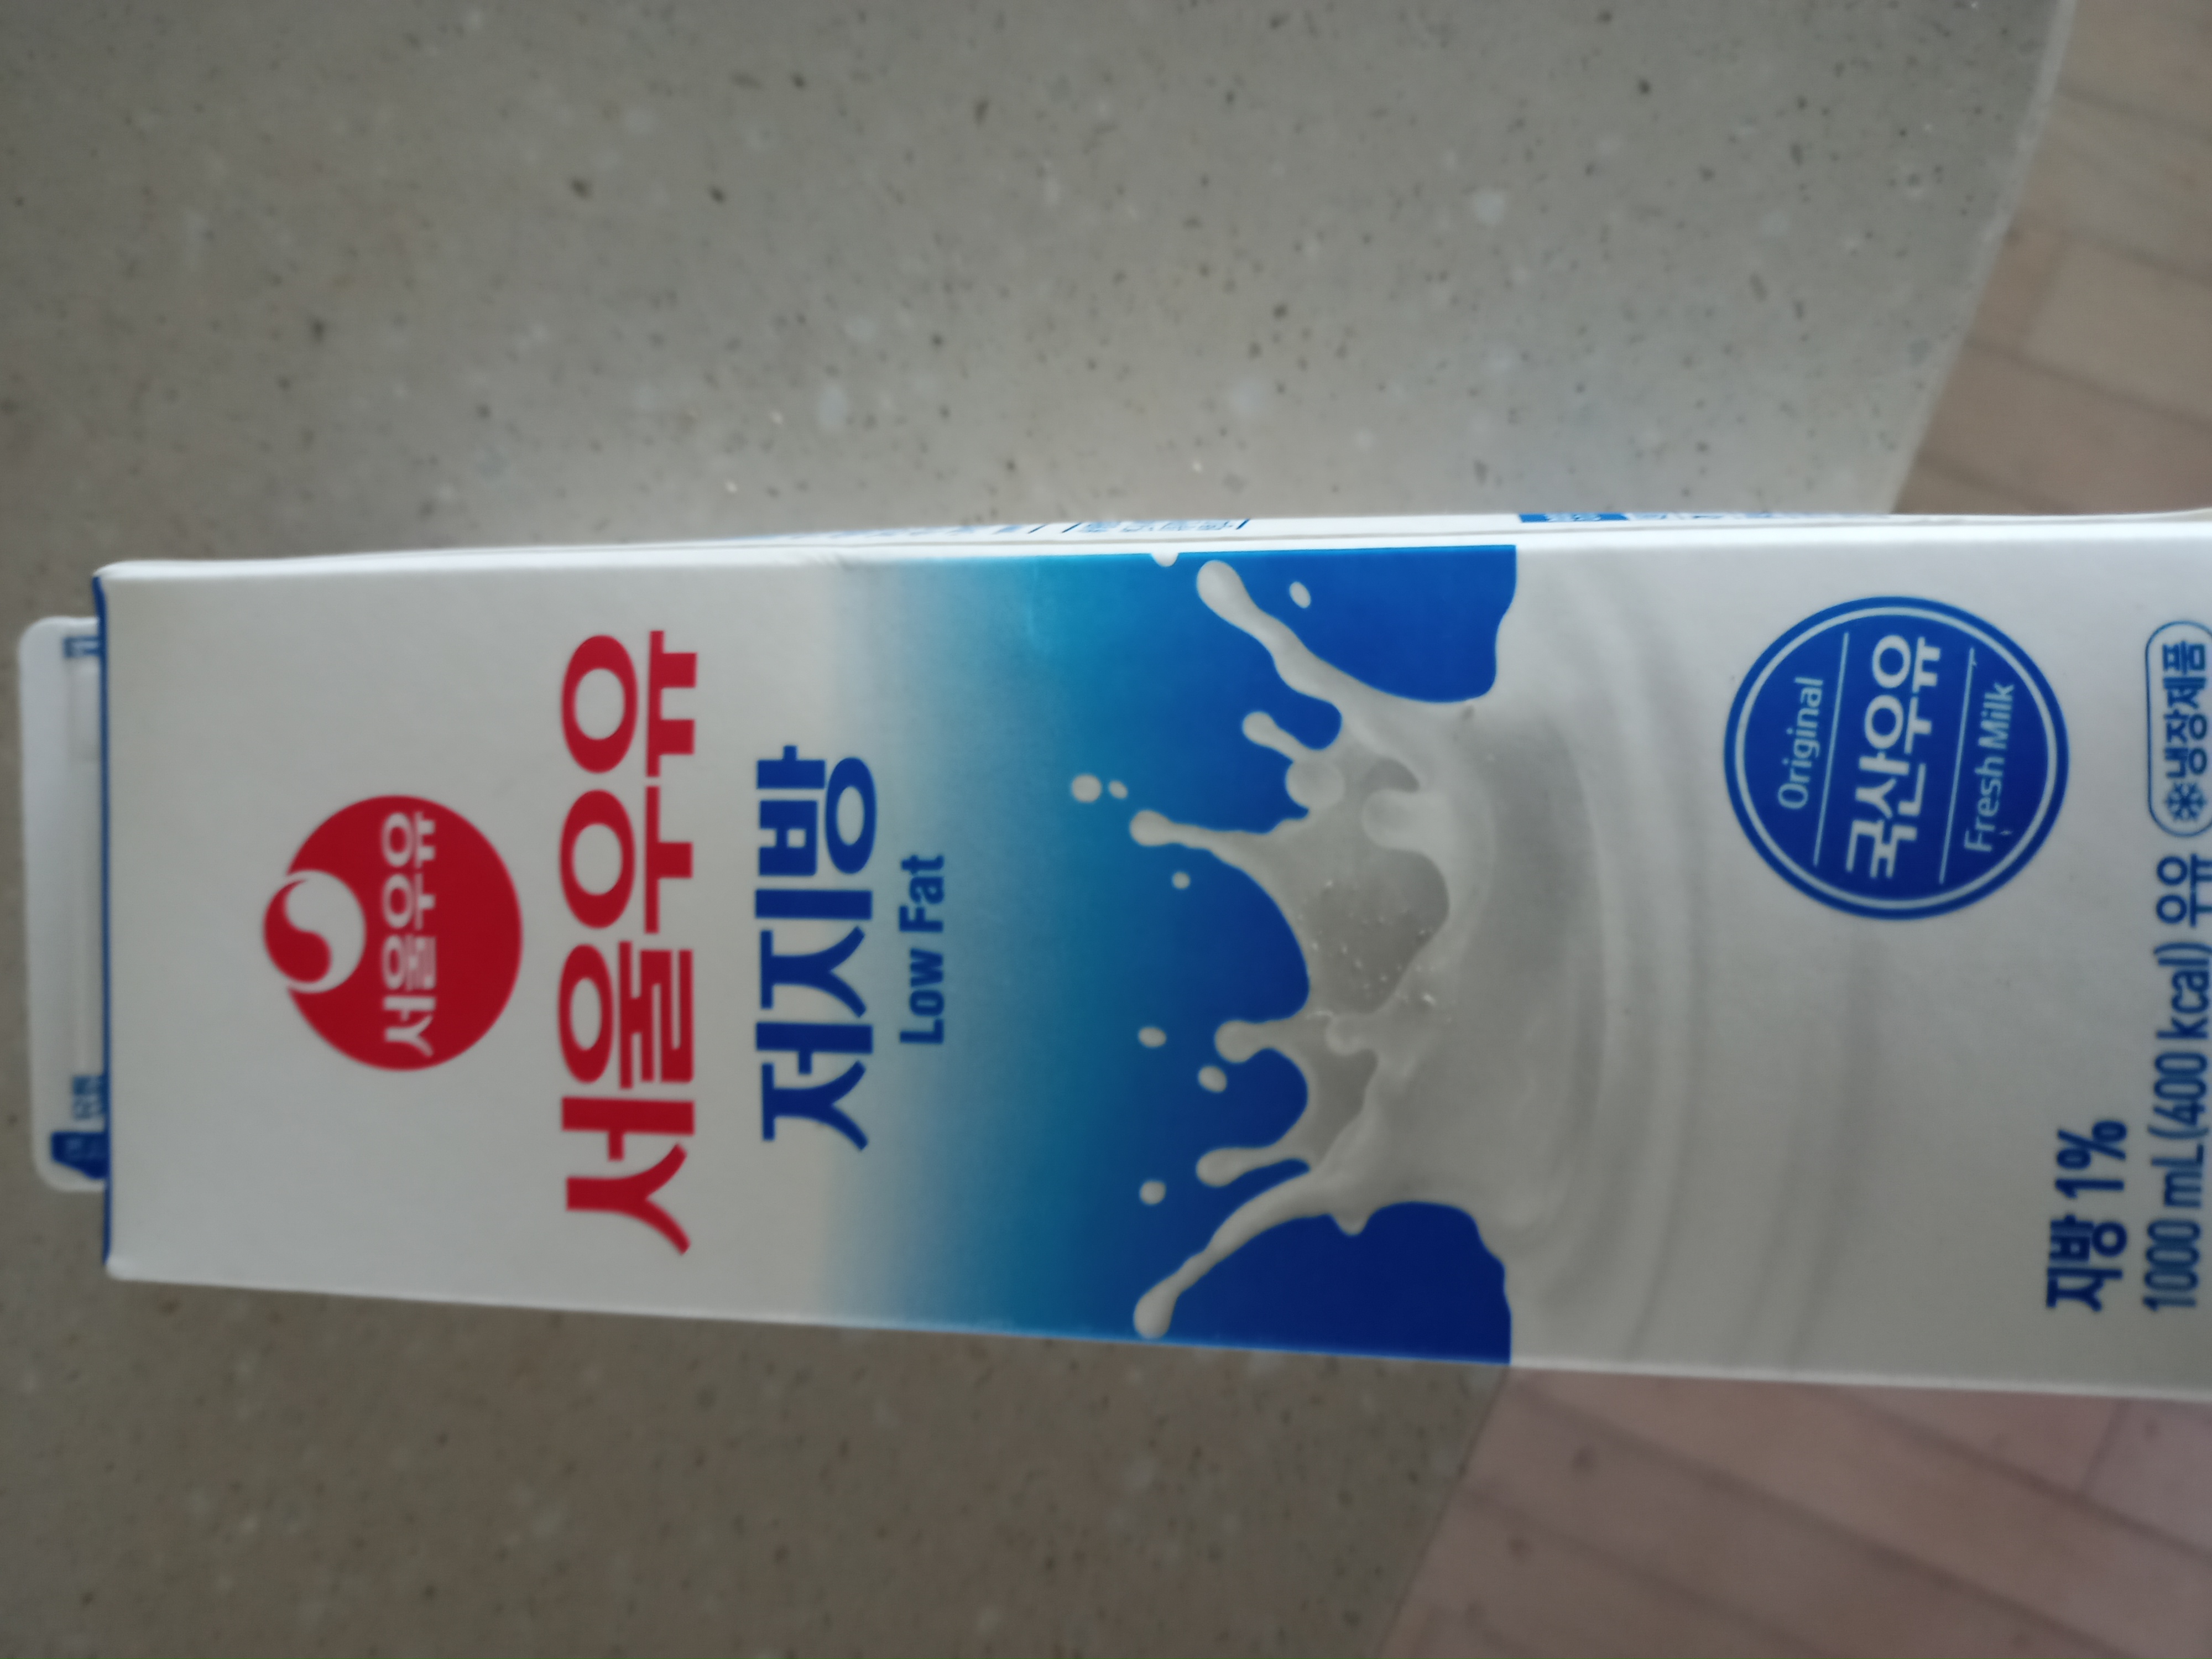 서울우유
서울우유
저지방
Low Fat
Original
국산우유
Fresh Milk
지방 1%
1000 mL(400 kcal) 우유 냉장제품